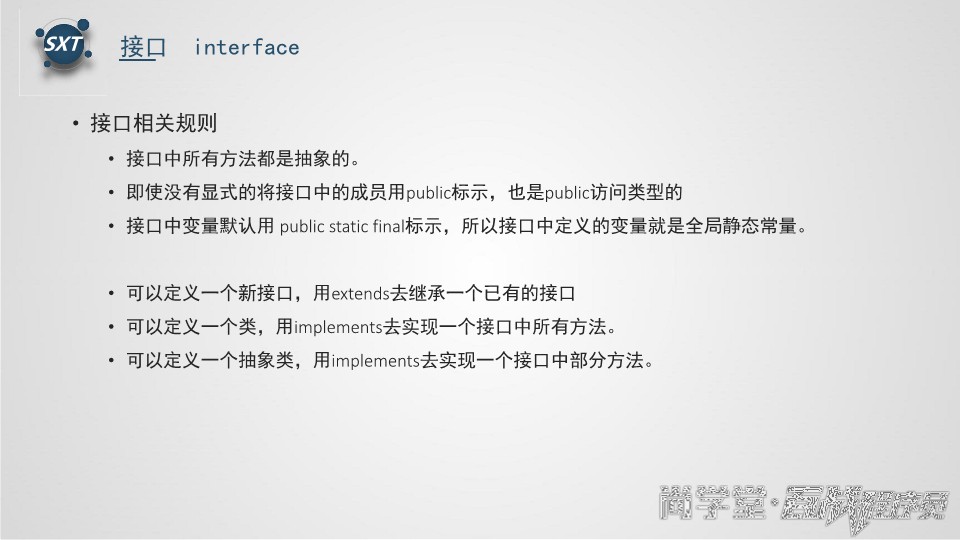 SXT
接口 interface
• 接口相关规则
• 接口中所有方法都是抽象的。
• 即使没有显式的将接口中的成员用public标示，也是public访问类型的
• 接口中变量默认用 public static final标示，所以接口中定义的变量就是全局静态常量。
• 可以定义一个新接口，用extends去继承一个已有的接口
• 可以定义一个类，用implements去实现一个接口中所有方法。
• 可以定义一个抽象类，用implements去实现一个接口中部分方法。
尚学堂·百战程序员